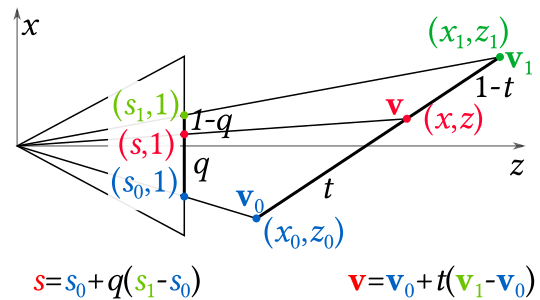 x
(x₁,z₁)
v₁
1-t
(s₁,1)
1-q
v
(x,z)
(s,1)
z
q
(s₀,1)
v₀
t
(x₀,z₀)
s=s₀+q(s₁-s₀)
v=v₀+t(v₁-v₀)